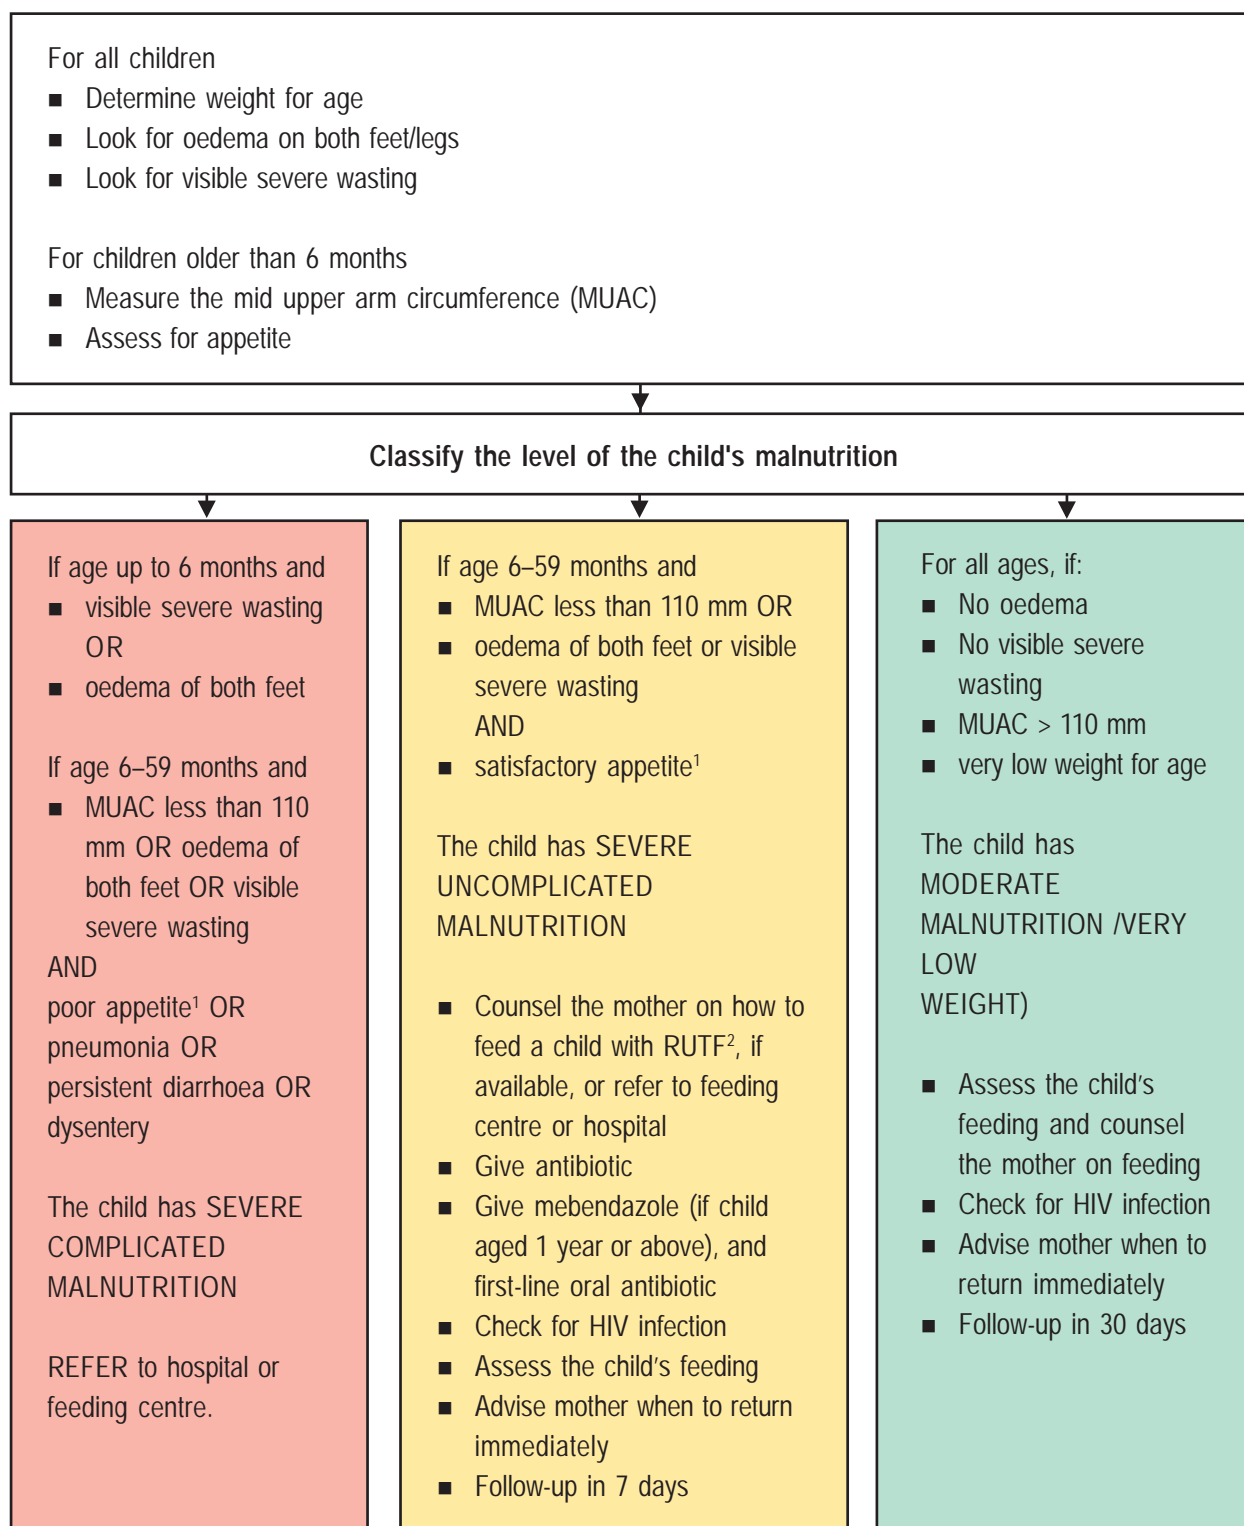 For all children
■ Determine weight for age
■ Look for oedema on both feet/legs
■ Look for visible severe wasting
For children older than 6 months
■ Measure the mid upper arm circumference (MUAC)
■ Assess for appetite
Classify the level of the child's malnutrition
If age up to 6 months and
■ visible severe wasting
OR
■ oedema of both feet
If age 6–59 months and
■ MUAC less than 110
mm OR oedema of
both feet OR visible
severe wasting
AND
poor appetite¹ OR
pneumonia OR
persistent diarrhoea OR
dysentery
The child has SEVERE
COMPLICATED
MALNUTRITION
REFER to hospital or
feeding centre.
If age 6–59 months and
■ MUAC less than 110 mm OR
■ oedema of both feet or visible
severe wasting
AND
■ satisfactory appetite¹
The child has SEVERE
UNCOMPLICATED
MALNUTRITION
■ Counsel the mother on how to
feed a child with RUTF², if
available, or refer to feeding
centre or hospital
■ Give antibiotic
■ Give mebendazole (if child
aged 1 year or above), and
first-line oral antibiotic
■ Check for HIV infection
■ Assess the child's feeding
■ Advise mother when to return
immediately
■ Follow-up in 7 days
For all ages, if:
■ No oedema
■ No visible severe
wasting
■ MUAC > 110 mm
■ very low weight for age
The child has
MODERATE
MALNUTRITION /VERY
LOW
WEIGHT)
■ Assess the child's
feeding and counsel
the mother on feeding
■ Check for HIV infection
■ Advise mother when to
return immediately
■ Follow-up in 30 days